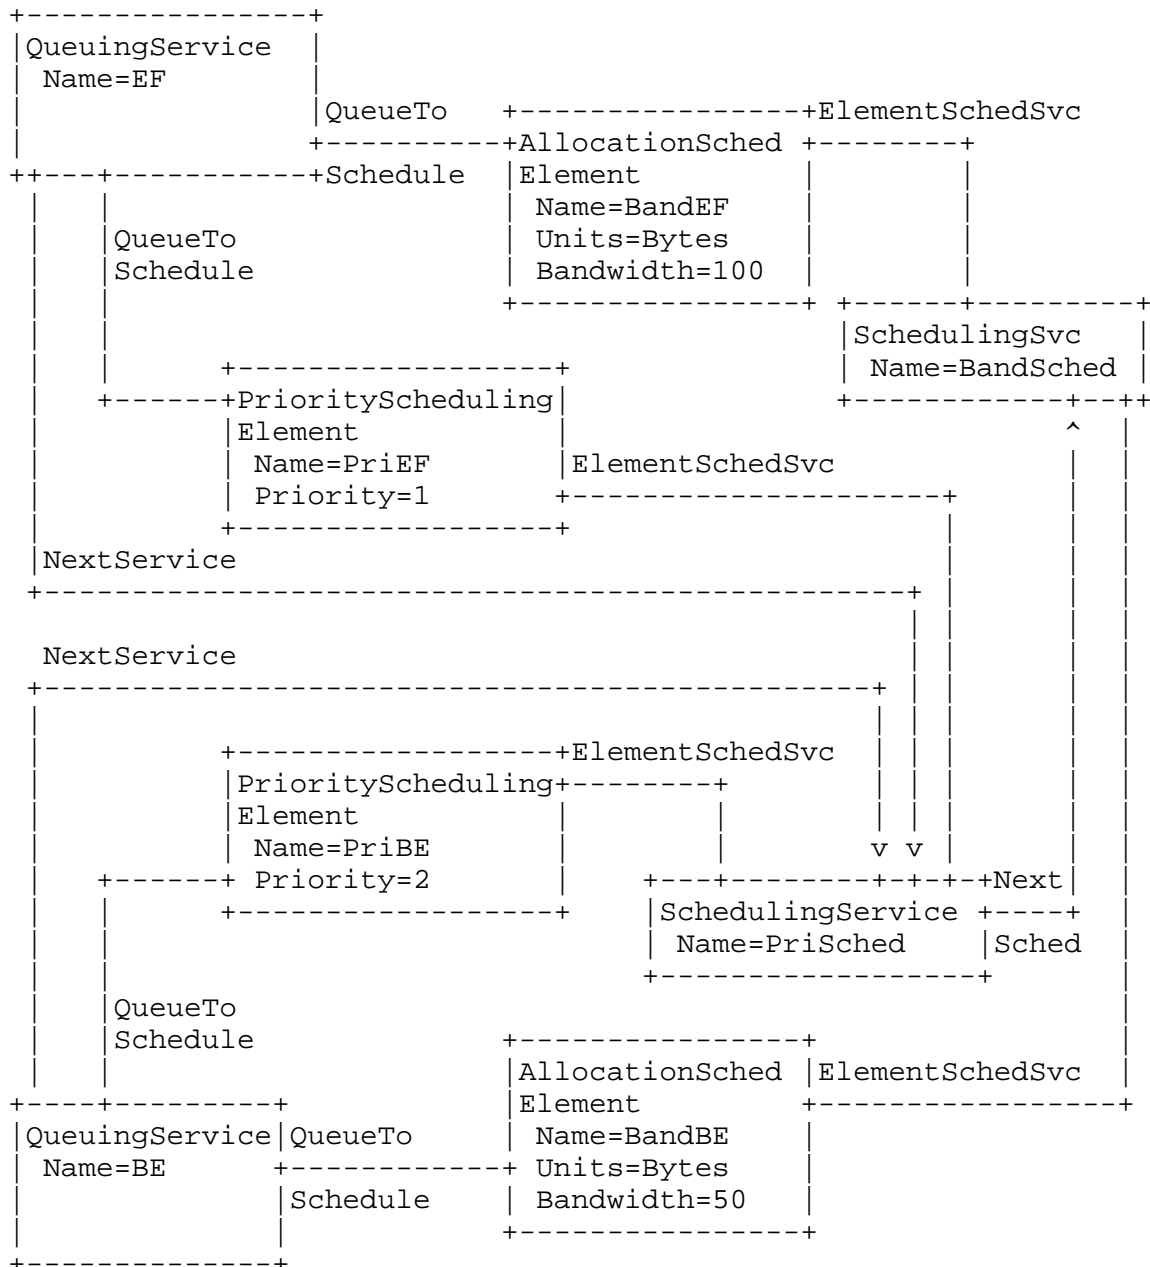 QueuingService
Name=EF
QueueTo
ElementSchedSvc
AllocationSched
Schedule
Element
Name=BandEF
QueueTo
Units=Bytes
Schedule
Bandwidth=100
SchedulingSvc
Name=BandSched
PriorityScheduling
Element
Name=PriEF
ElementSchedSvc
Priority=1
NextService
NextService
ElementSchedSvc
PriorityScheduling
Element
Name=PriBE
Priority=2
Next
SchedulingService
Name=PriSched
Sched
QueueTo
Schedule
AllocationSched
ElementSchedSvc
Element
QueuingService
QueueTo
Name=BandBE
Name=BE
Units=Bytes
Schedule
Bandwidth=50